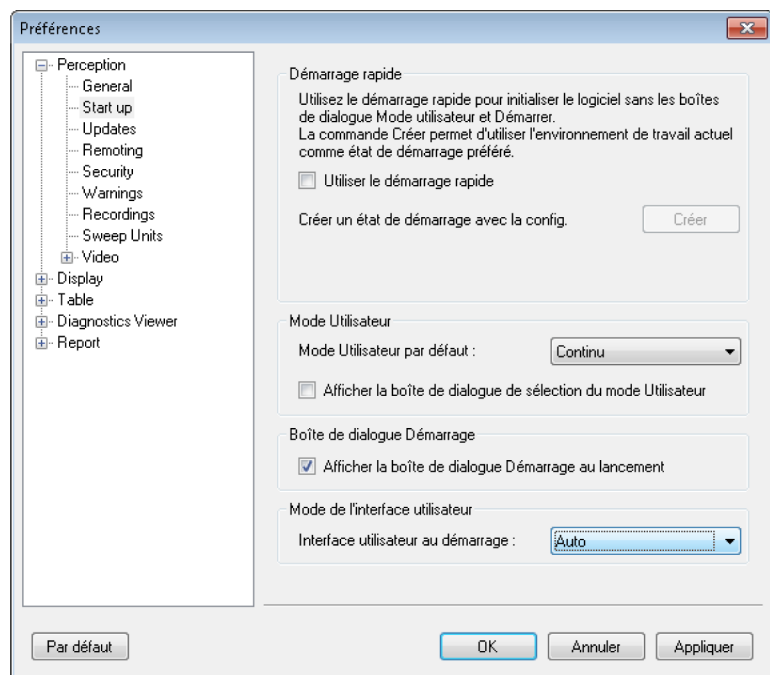 Préférences
Perception
General
Start up
Updates
Remoting
Security
Warnings
Recordings
Sweep Units
Video
Display
Table
Diagnostics Viewer
Report
Démarrage rapide
Utilisez le démarrage rapide pour initialiser le logiciel sans les boîtes
de dialogue Mode utilisateur et Démarrer.
La commande Créer permet d'utiliser l'environnement de travail actuel
comme état de démarrage préféré.
Utiliser le démarrage rapide
Créer un état de démarrage avec la config.
Créer
Mode Utilisateur
Mode Utilisateur par défaut :
Continu
Afficher la boîte de dialogue de sélection du mode Utilisateur
Boîte de dialogue Démarrage
Afficher la boîte de dialogue Démarrage au lancement
Mode de l'interface utilisateur
Interface utilisateur au démarrage :
Auto
Par défaut
OK
Annuler
Appliquer